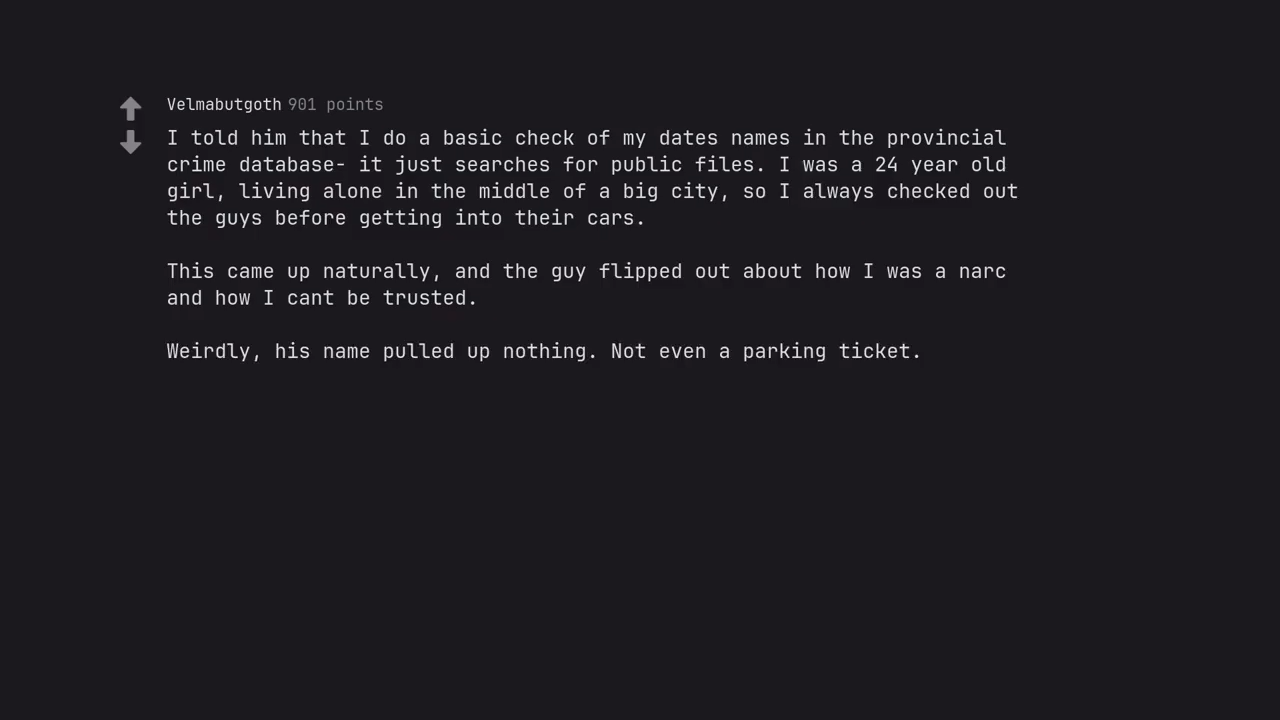 Velmabutgoth 901 points
I told him that I do a basic check of my dates names in the provincial
crime database- it just searches for public files. I was a 24 year old
girl, living alone in the middle of a big city, so I always checked out
the guys before getting into their cars.
This came up naturally, and the guy flipped out about how I was a narc
and how I cant be trusted.
Weirdly, his name pulled up nothing. Not even a parking ticket.